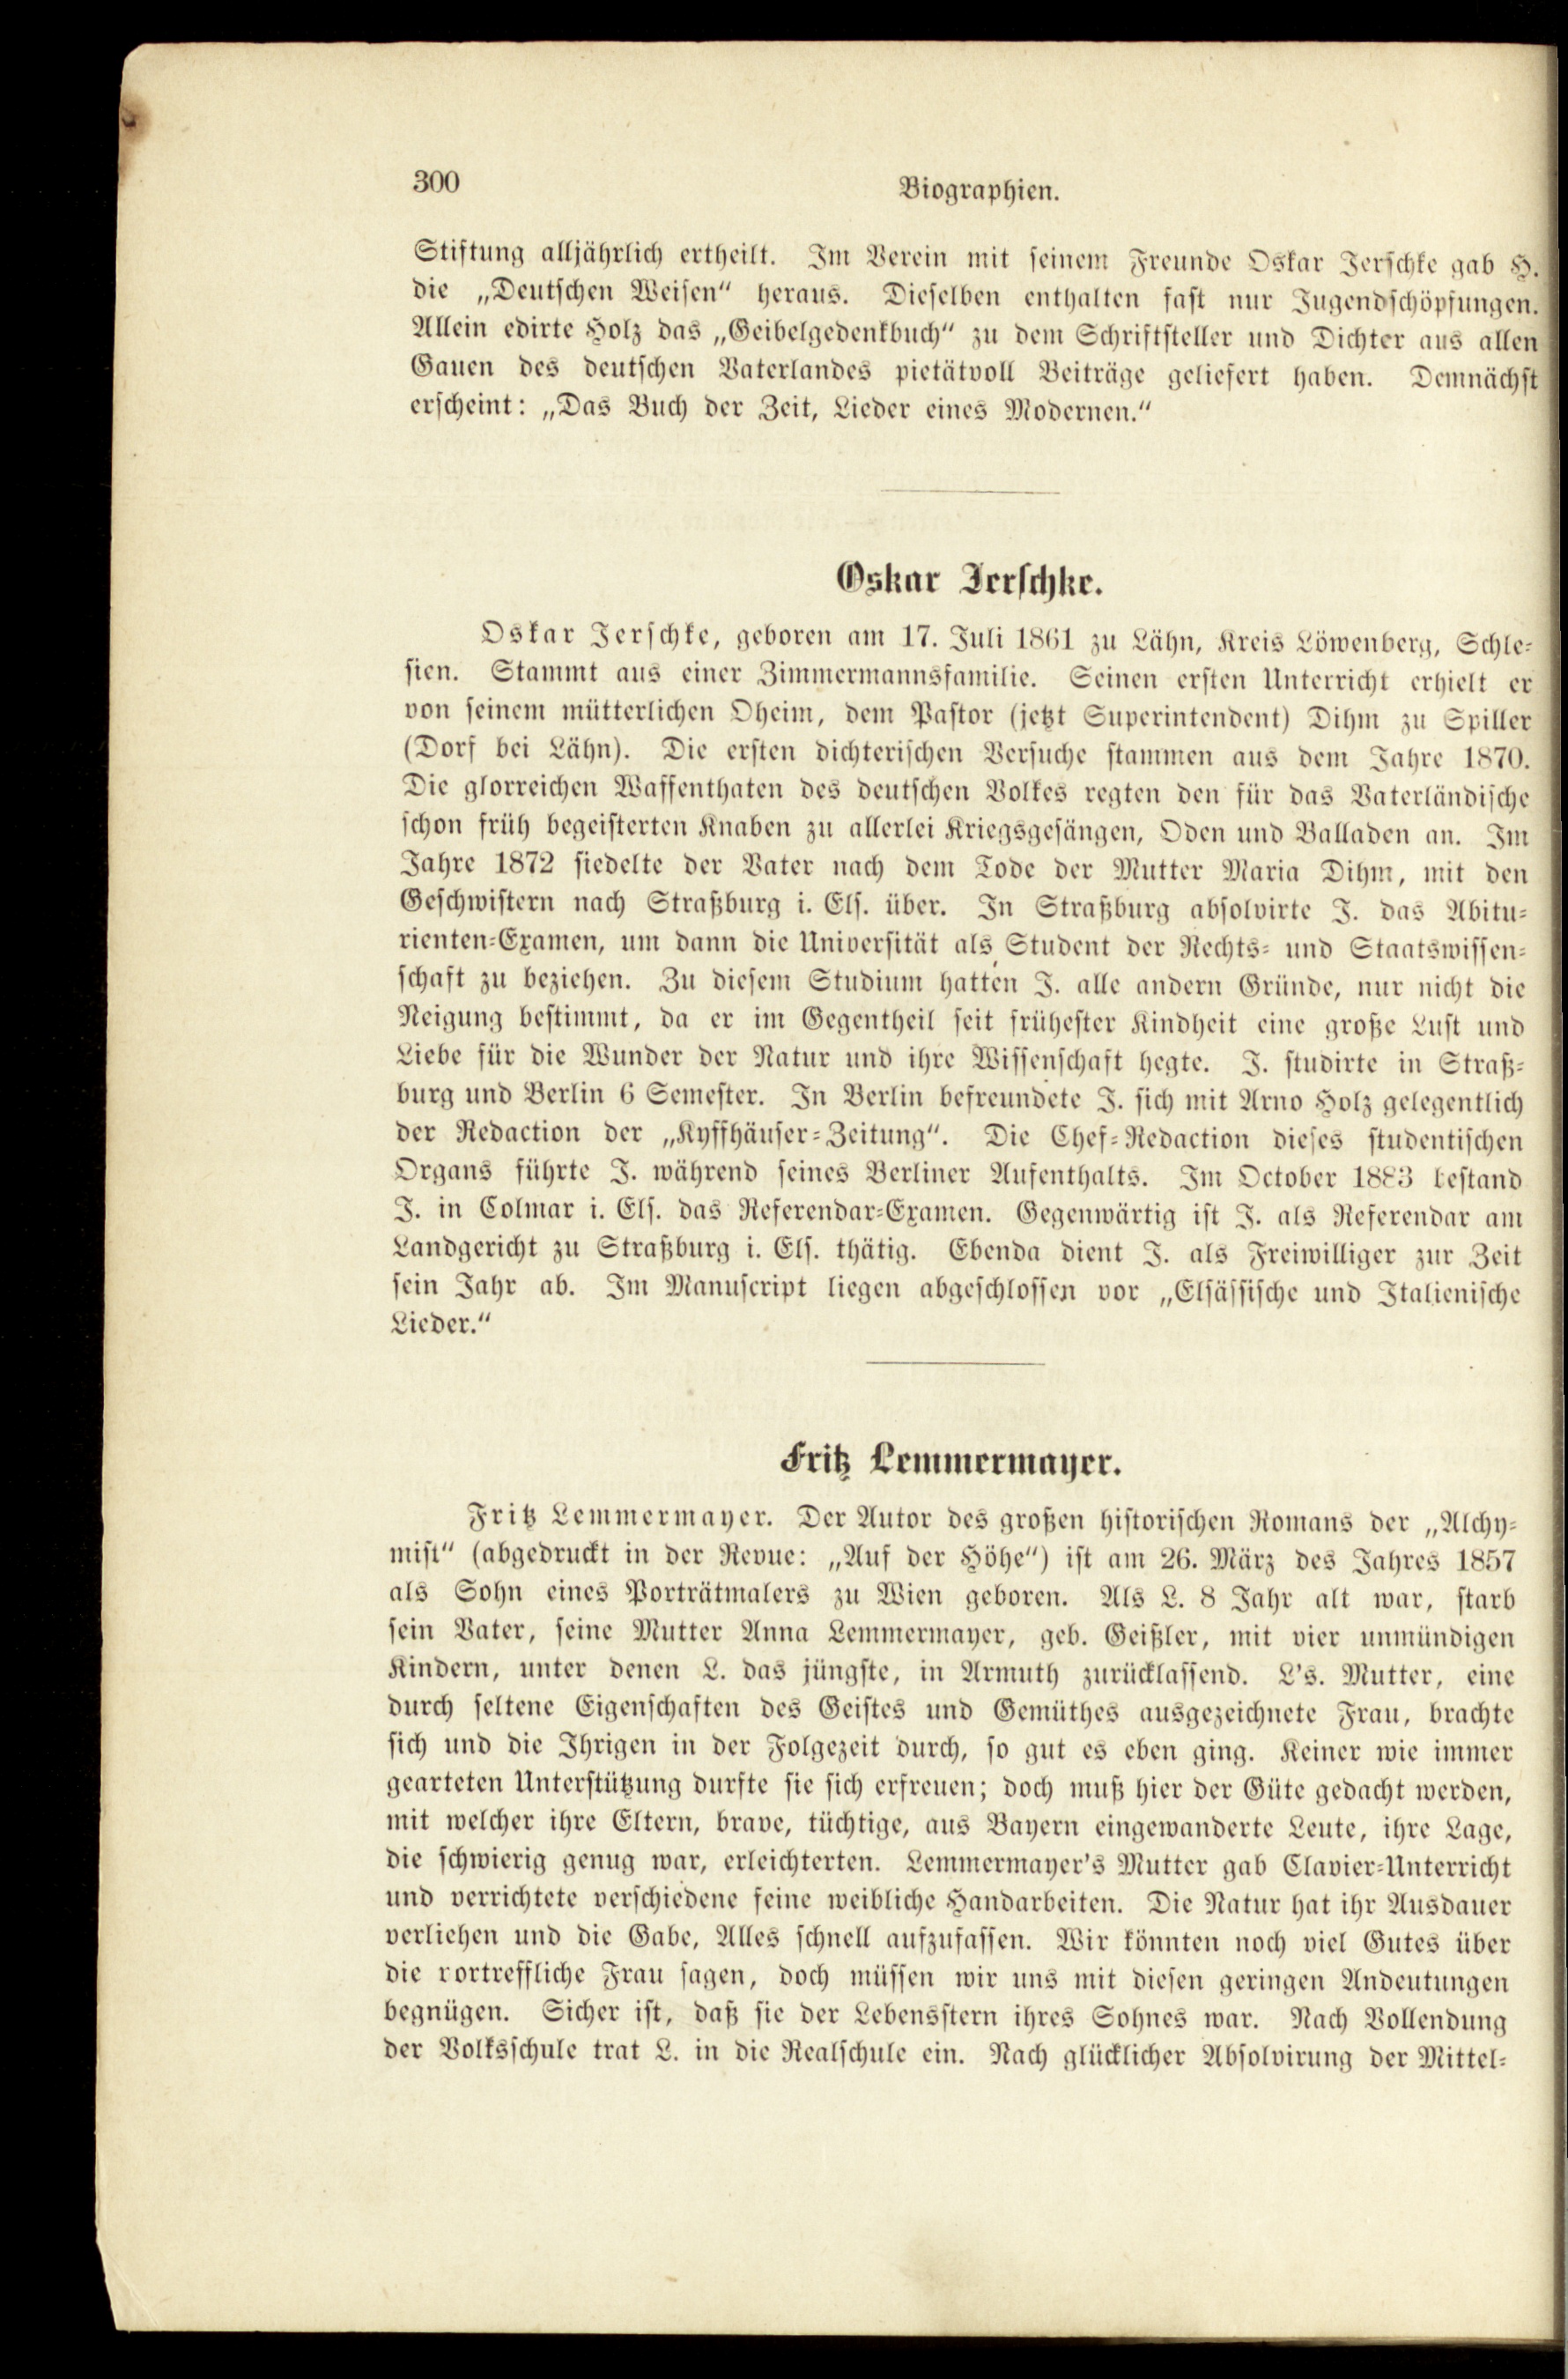 300
Biographien.
Stiftung alljährlich ertheilt. Im Verein mit seinem Freunde Oskar Jerschke gab H.
die „Deutschen Weisen“ heraus. Dieselben enthalten fast nur Jugendschöpfungen.
Allein edirte Holz das „Geibelgedenkbuch“ zu dem Schriftsteller und Dichter aus allen
Gauen des deutschen Vaterlandes pietätvoll Beiträge geliefert haben. Demnächst
erscheint: „Das Buch der Zeit, Lieder eines Modernen.“
Oskar Jerschke.
Oskar Jerschke, geboren am 17. Juli 1861 zu Lähn, Kreis Löwenberg, Schle-
sien. Stammt aus einer Zimmermannsfamilie. Seinen ersten Unterricht erhielt er
von seinem mütterlichen Oheim, dem Pastor (jetzt Superintendent) Dihm zu Spiller
(Dorf bei Lähn). Die ersten dichterischen Versuche stammen aus dem Jahre 1870.
Die glorreichen Waffenthaten des deutschen Volkes regten den für das Vaterländische
schon früh begeisterten Knaben zu allerlei Kriegsgesängen, Oden und Balladen an. Im
Jahre 1872 siedelte der Vater nach dem Tode der Mutter Maria Dihm, mit den
Geschwistern nach Straßburg i. Els. über. In Straßburg absolvirte J. das Abitu-
rienten-Examen, um dann die Universität als Student der Rechts- und Staatswissen-
schaft zu beziehen. Zu diesem Studium hatten J. alle andern Gründe, nur nicht die
Neigung bestimmt, da er im Gegentheil seit frühester Kindheit eine große Lust und
Liebe für die Wunder der Natur und ihre Wissenschaft hegte. J. studirte in Straß-
burg und Berlin 6 Semester. In Berlin befreundete J. sich mit Arno Holz gelegentlich
der Redaction der „Kyffhäuser-Zeitung“. Die Chef-Redaction dieses studentischen
Organs führte J. während seines Berliner Aufenthalts. Im October 1883 bestand
J. in Colmar i. Els. das Referendar-Examen. Gegenwärtig ist J. als Referendar am
Landgericht zu Straßburg i. Els. thätig. Ebenda dient J. als Freiwilliger zur Zeit
sein Jahr ab. Im Manuscript liegen abgeschlossen vor „Elsässische und Italienische
Lieder.“
Fritz Lemmermayer.
Fritz Lemmermayer. Der Autor des großen historischen Romans der „Alchy-
mist“ (abgedruckt in der Revue: „Auf der Höhe“) ist am 26. März des Jahres 1857
als Sohn eines Porträtmalers zu Wien geboren. Als L. 8 Jahr alt war, starb
sein Vater, seine Mutter Anna Lemmermayer, geb. Geißler, mit vier unmündigen
Kindern, unter denen L. das jüngste, in Armuth zurücklassend. L's. Mutter, eine
durch seltene Eigenschaften des Geistes und Gemüthes ausgezeichnete Frau, brachte
sich und die Ihrigen in der Folgezeit durch, so gut es eben ging. Keiner wie immer
gearteten Unterstützung durfte sie sich erfreuen; doch muß hier der Güte gedacht werden,
mit welcher ihre Eltern, brave, tüchtige, aus Bayern eingewanderte Leute, ihre Lage,
die schwierig genug war, erleichterten. Lemmermayer's Mutter gab Clavier-Unterricht
und verrichtete verschiedene feine weibliche Handarbeiten. Die Natur hat ihr Ausdauer
verliehen und die Gabe, Alles schnell aufzufassen. Wir könnten noch viel Gutes über
die vortreffliche Frau sagen, doch müssen wir uns mit diesen geringen Andeutungen
begnügen. Sicher ist, daß sie der Lebensstern ihres Sohnes war. Nach Vollendung
der Volksschule trat L. in die Realschule ein. Nach glücklicher Absolvirung der Mittel-